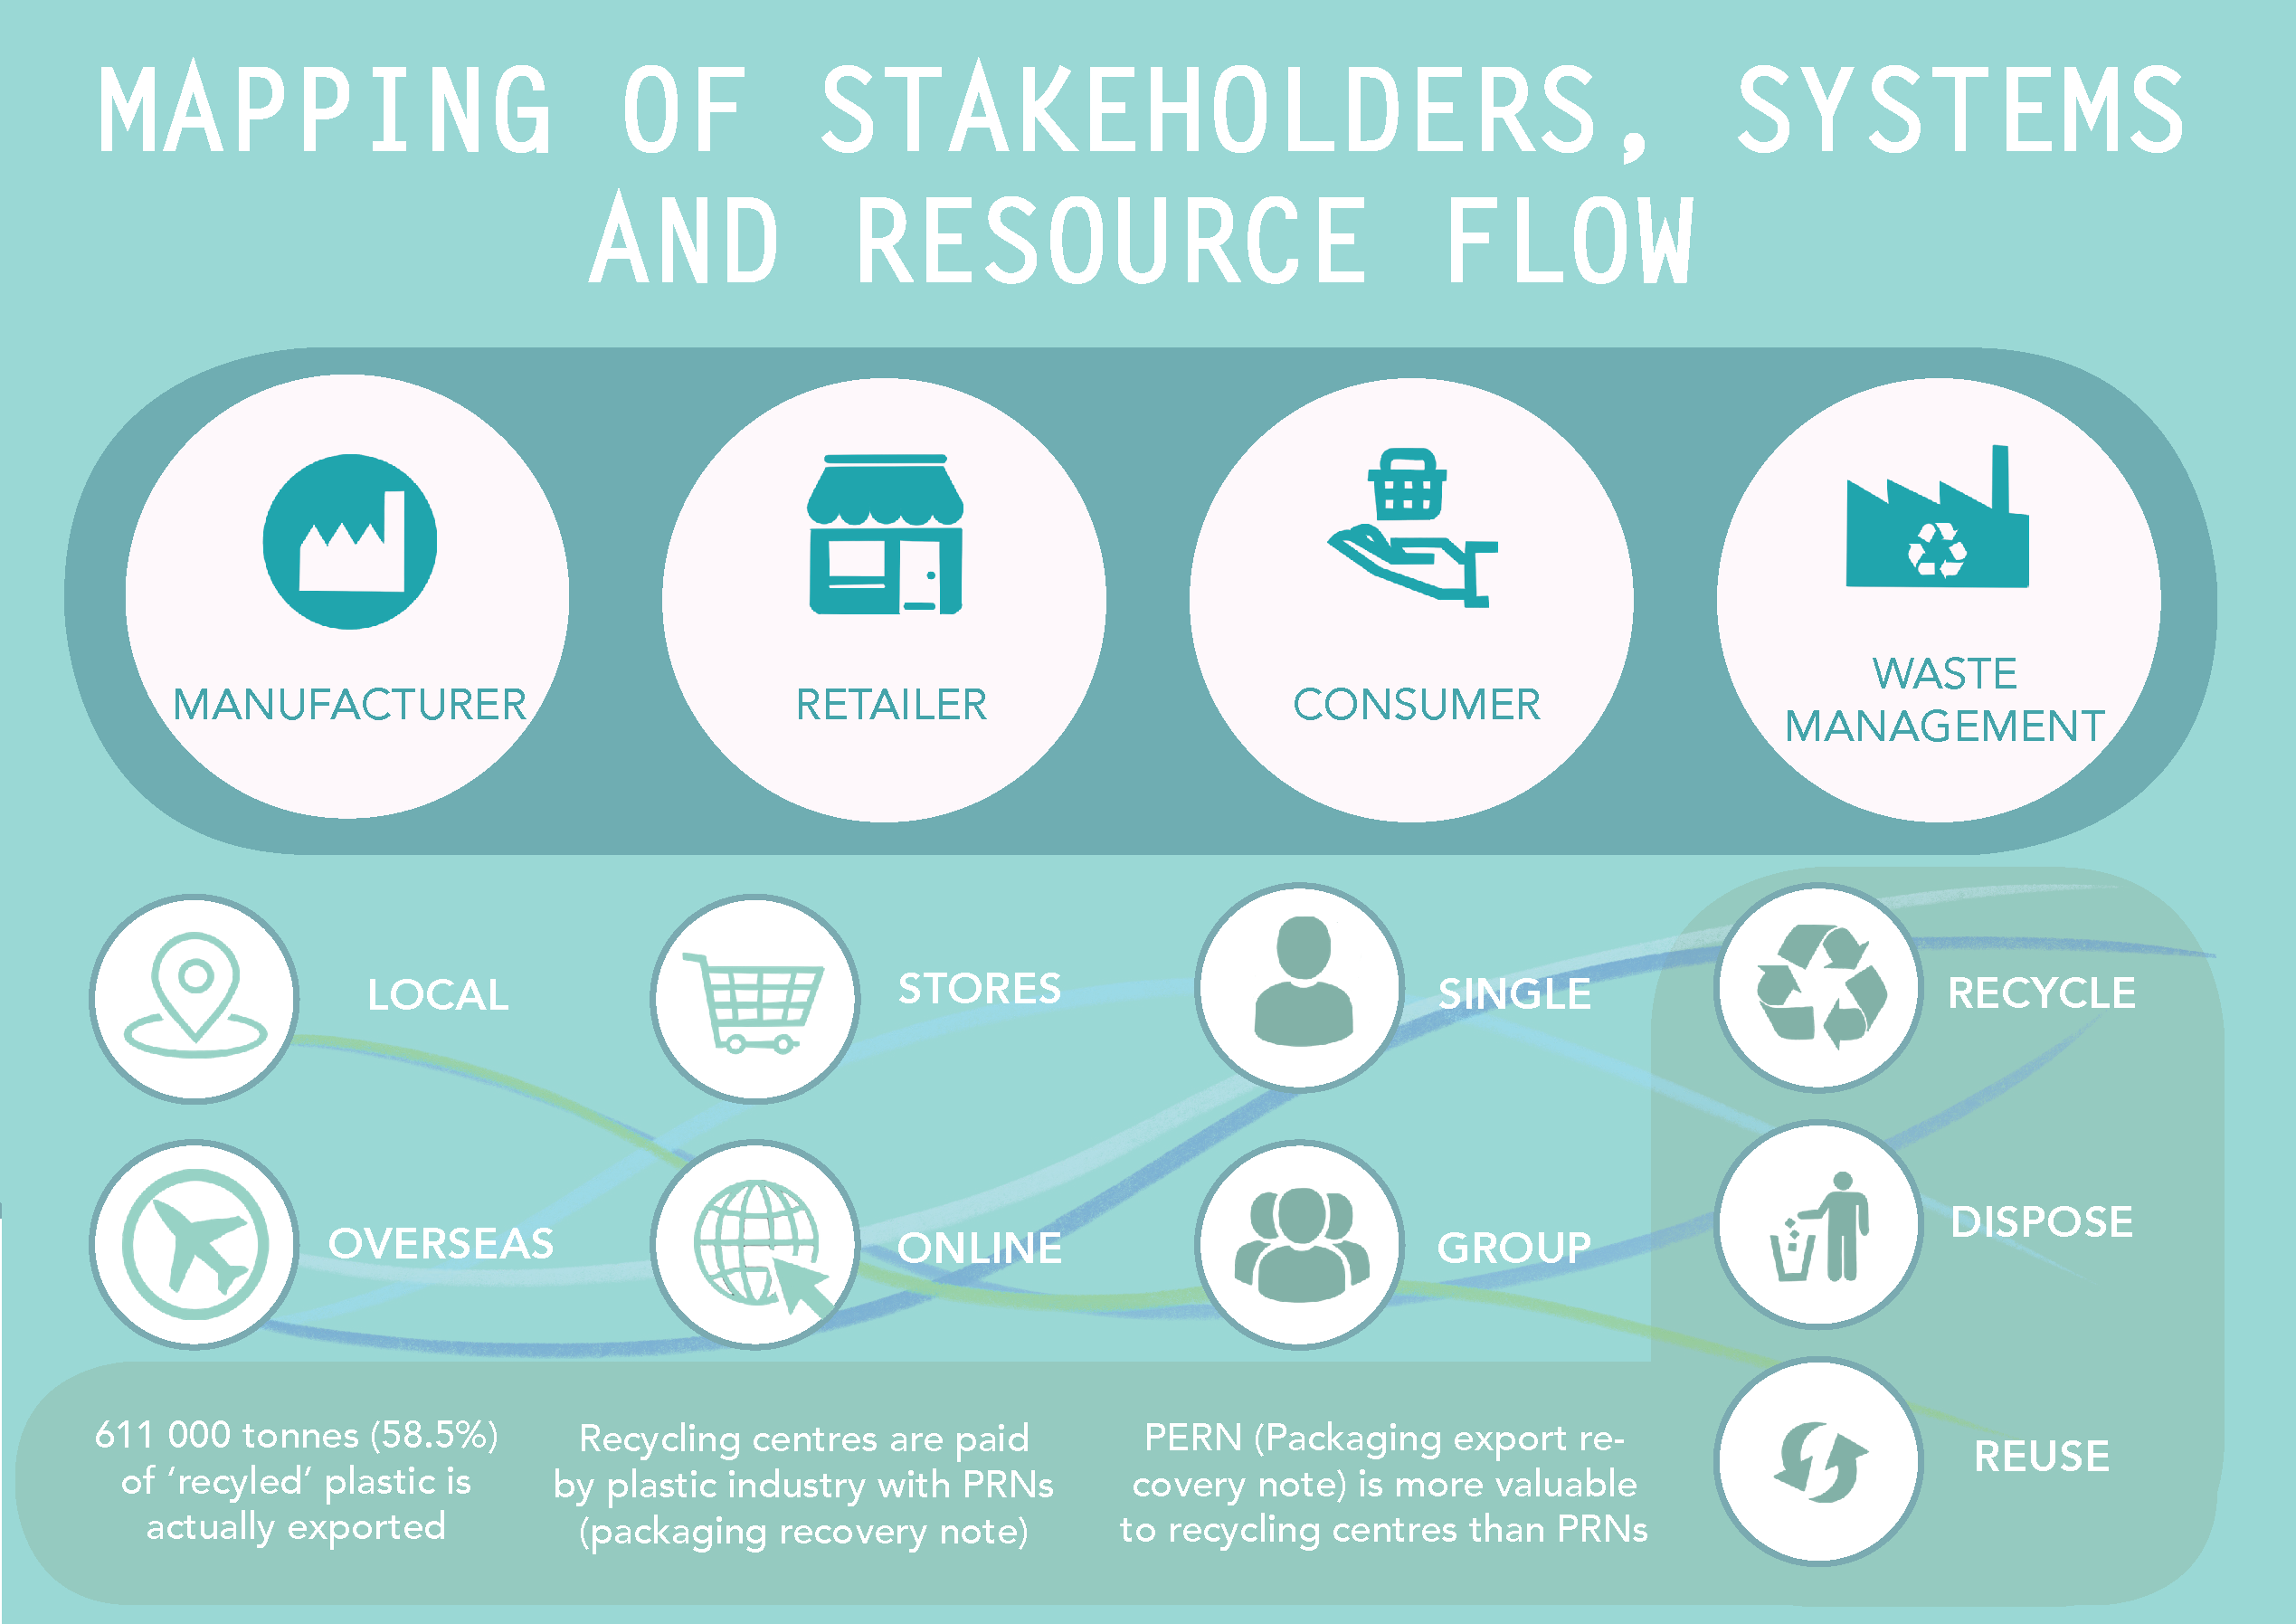 MAPPING OF STAKEHOLDERS, SYSTEMS
AND RESOURCE FLOW
MANUFACTURER
RETAILER
CONSUMER
WASTE
MANAGEMENT
LOCAL
STORES
SINGLE
RECYCLE
OVERSEAS
ONLINE
GROUP
DISPOSE
REUSE
611 000 tonnes (58.5%)
of ‘recyled’ plastic is
actually exported
Recycling centres are paid
by plastic industry with PRNs
(packaging recovery note)
PERN (Packaging export re-
covery note) is more valuable
to recycling centres than PRNs